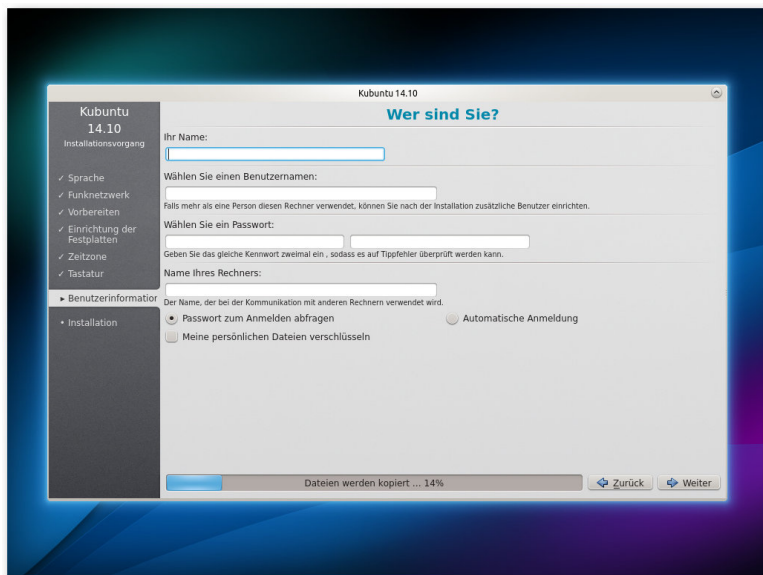 Kubuntu 14.10
Kubuntu
14.10
Installationsvorgang
✓ Sprache
✓ Funknetzwerk
✓ Vorbereiten
✓ Einrichtung der
Festplatten
✓ Zeitzone
✓ Tastatur
▸ Benutzerinformation
• Installation
Wer sind Sie?
Ihr Name:
Wählen Sie einen Benutzernamen:
Falls mehr als eine Person diesen Rechner verwendet, können Sie nach der Installation zusätzliche Benutzer einrichten.
Wählen Sie ein Passwort:
Geben Sie das gleiche Kennwort zweimal ein , sodass es auf Tippfehler überprüft werden kann.
Name Ihres Rechners:
Der Name, der bei der Kommunikation mit anderen Rechnern verwendet wird.
Passwort zum Anmelden abfragen
Automatische Anmeldung
Meine persönlichen Dateien verschlüsseln
Dateien werden kopiert ... 14%
Zurück
Weiter